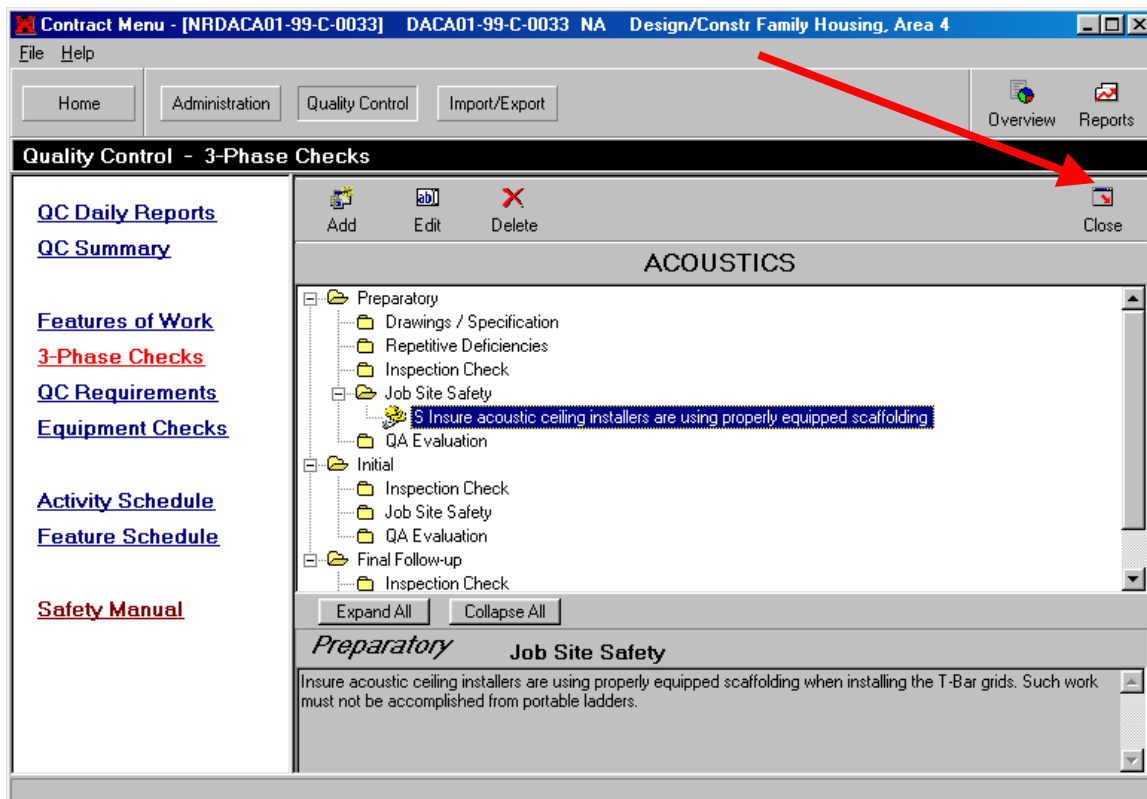 Contract Menu - [NRDACA01-99-C-0033] DACA01-99-C-0033 NA Design/Constr Family Housing, Area 4
File Help
Home Administration Quality Control Import/Export Overview Reports
Quality Control - 3-Phase Checks
QC Daily Reports
QC Summary
Features of Work
3-Phase Checks
QC Requirements
Equipment Checks
Activity Schedule
Feature Schedule
Safety Manual
Add Edit Delete Close
ACOUSTICS
Preparatory
Drawings / Specification
Repetitive Deficiencies
Inspection Check
Job Site Safety
S Insure acoustic ceiling installers are using properly equipped scaffolding
QA Evaluation
Initial
Inspection Check
Job Site Safety
QA Evaluation
Final Follow-up
Inspection Check
Expand All Collapse All
Preparatory Job Site Safety
Insure acoustic ceiling installers are using properly equipped scaffolding when installing the T-Bar grids. Such work
must not be accomplished from portable ladders.